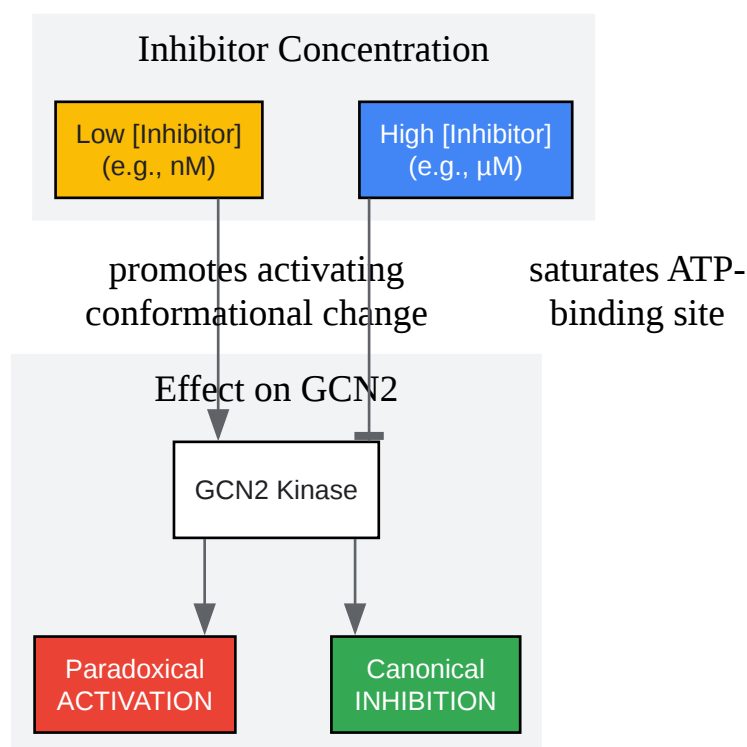 Inhibitor Concentration
Low [Inhibitor]
(e.g., nM)
High [Inhibitor]
(e.g., µM)
promotes activating
conformational change
saturates ATP-
binding site
Effect on GCN2
GCN2 Kinase
Paradoxical
ACTIVATION
Canonical
INHIBITION